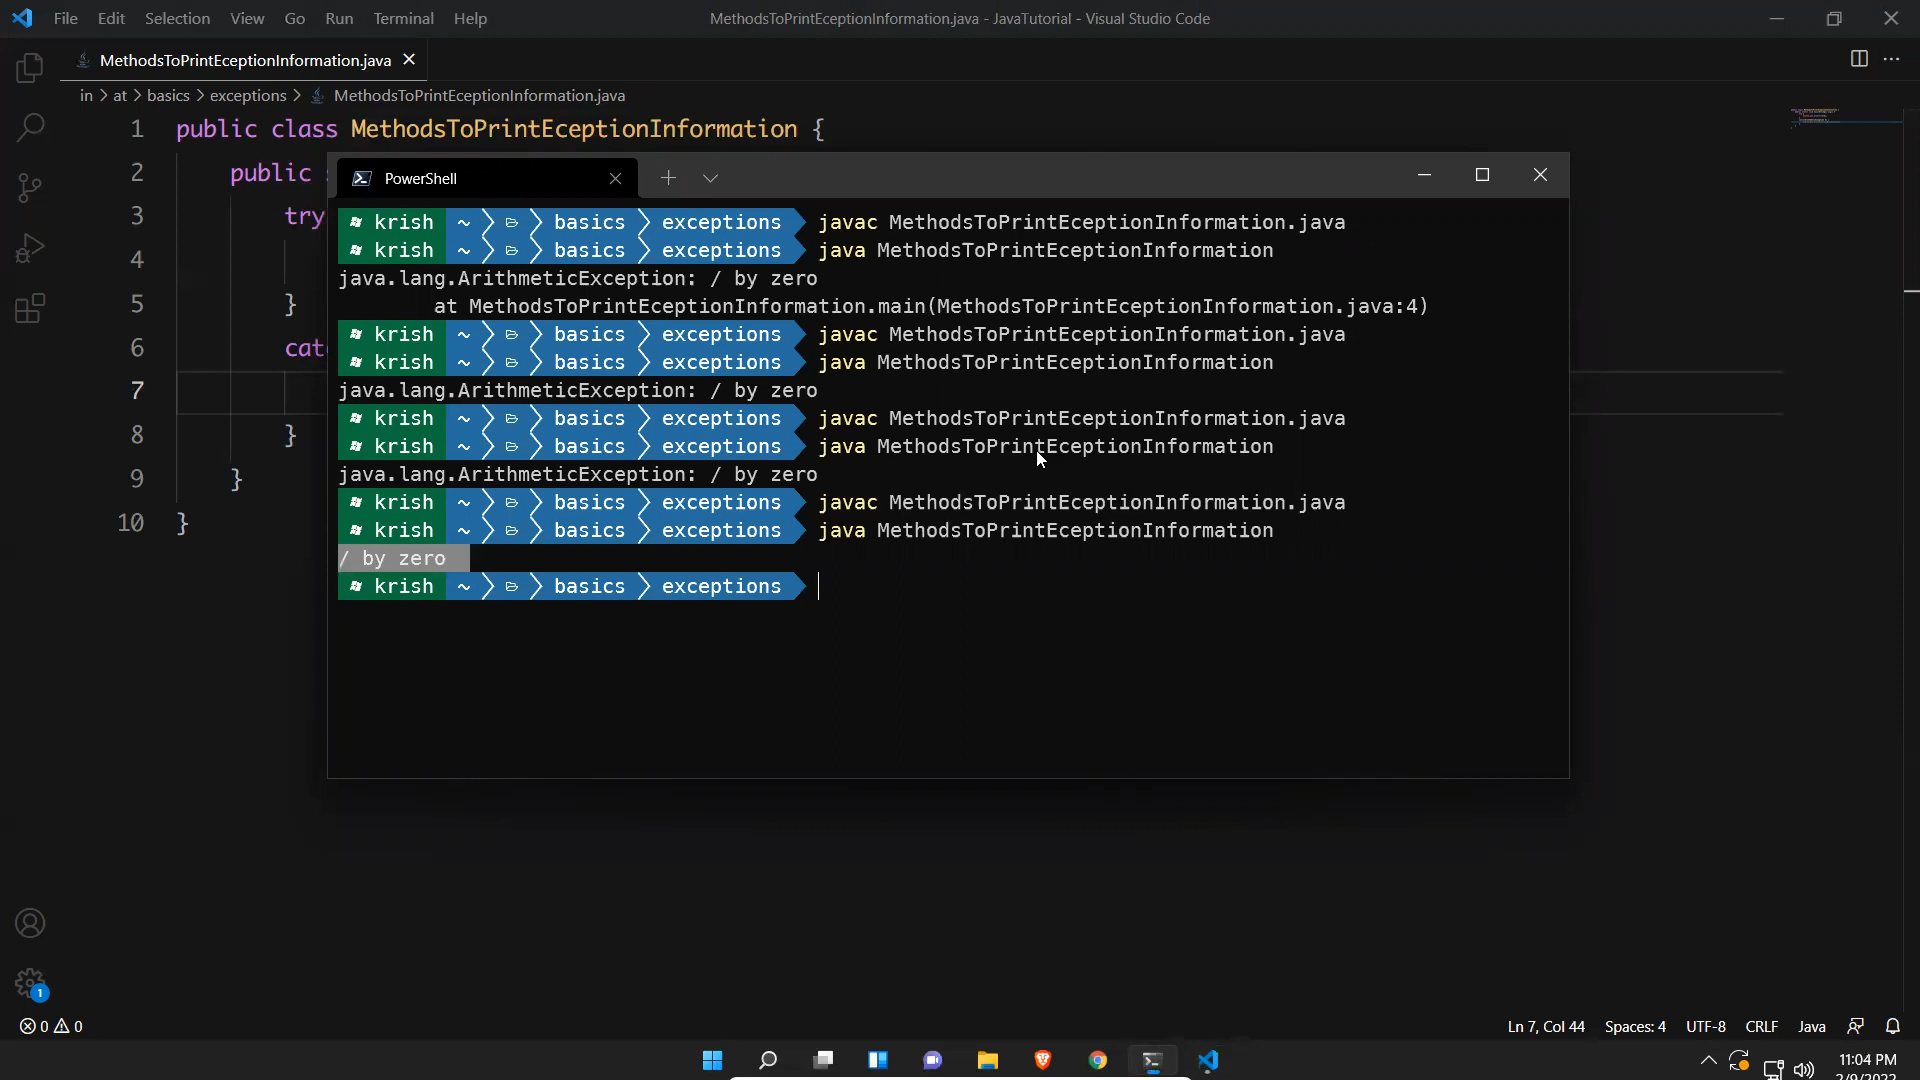 File Edit Selection View Go Run Terminal Help
MethodsToPrintEceptionInformation.java - JavaTutorial - Visual Studio Code
MethodsToPrintEceptionInformation.java
in > at > basics > exceptions > MethodsToPrintEceptionInformation.java
1 public class MethodsToPrintEceptionInformation {
2 public
3 try
4
5 }
6
7
8 }
9 }
10 }
PowerShell
krish ~ basics exceptions javac MethodsToPrintEceptionInformation.java
krish ~ basics exceptions java MethodsToPrintEceptionInformation
java.lang.ArithmeticException: / by zero
at MethodsToPrintEceptionInformation.main(MethodsToPrintEceptionInformation.java:4)
krish ~ basics exceptions javac MethodsToPrintEceptionInformation.java
krish ~ basics exceptions java MethodsToPrintEceptionInformation
java.lang.ArithmeticException: / by zero
krish ~ basics exceptions javac MethodsToPrintEceptionInformation.java
krish ~ basics exceptions java MethodsToPrintEceptionInformation
java.lang.ArithmeticException: / by zero
krish ~ basics exceptions javac MethodsToPrintEceptionInformation.java
krish ~ basics exceptions java MethodsToPrintEceptionInformation
/ by zero
krish ~ basics exceptions
1
0 0
Ln 7, Col 44 Spaces: 4 UTF-8 CRLF Java
11:04 PM
2/9/2022